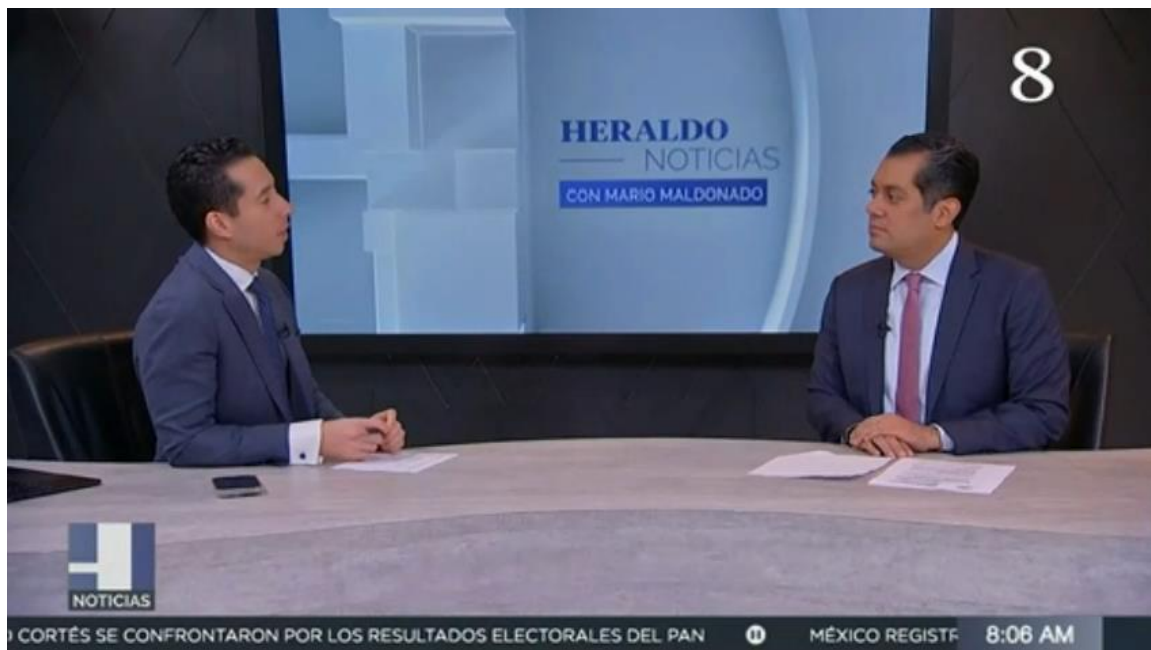 8
HERALDO
NOTICIAS
CON MARIO MALDONADO
NOTICIAS
CORTÉS SE CONFRONTARON POR LOS RESULTADOS ELECTORALES DEL PAN
MÉXICO REGISTR
8:06 AM